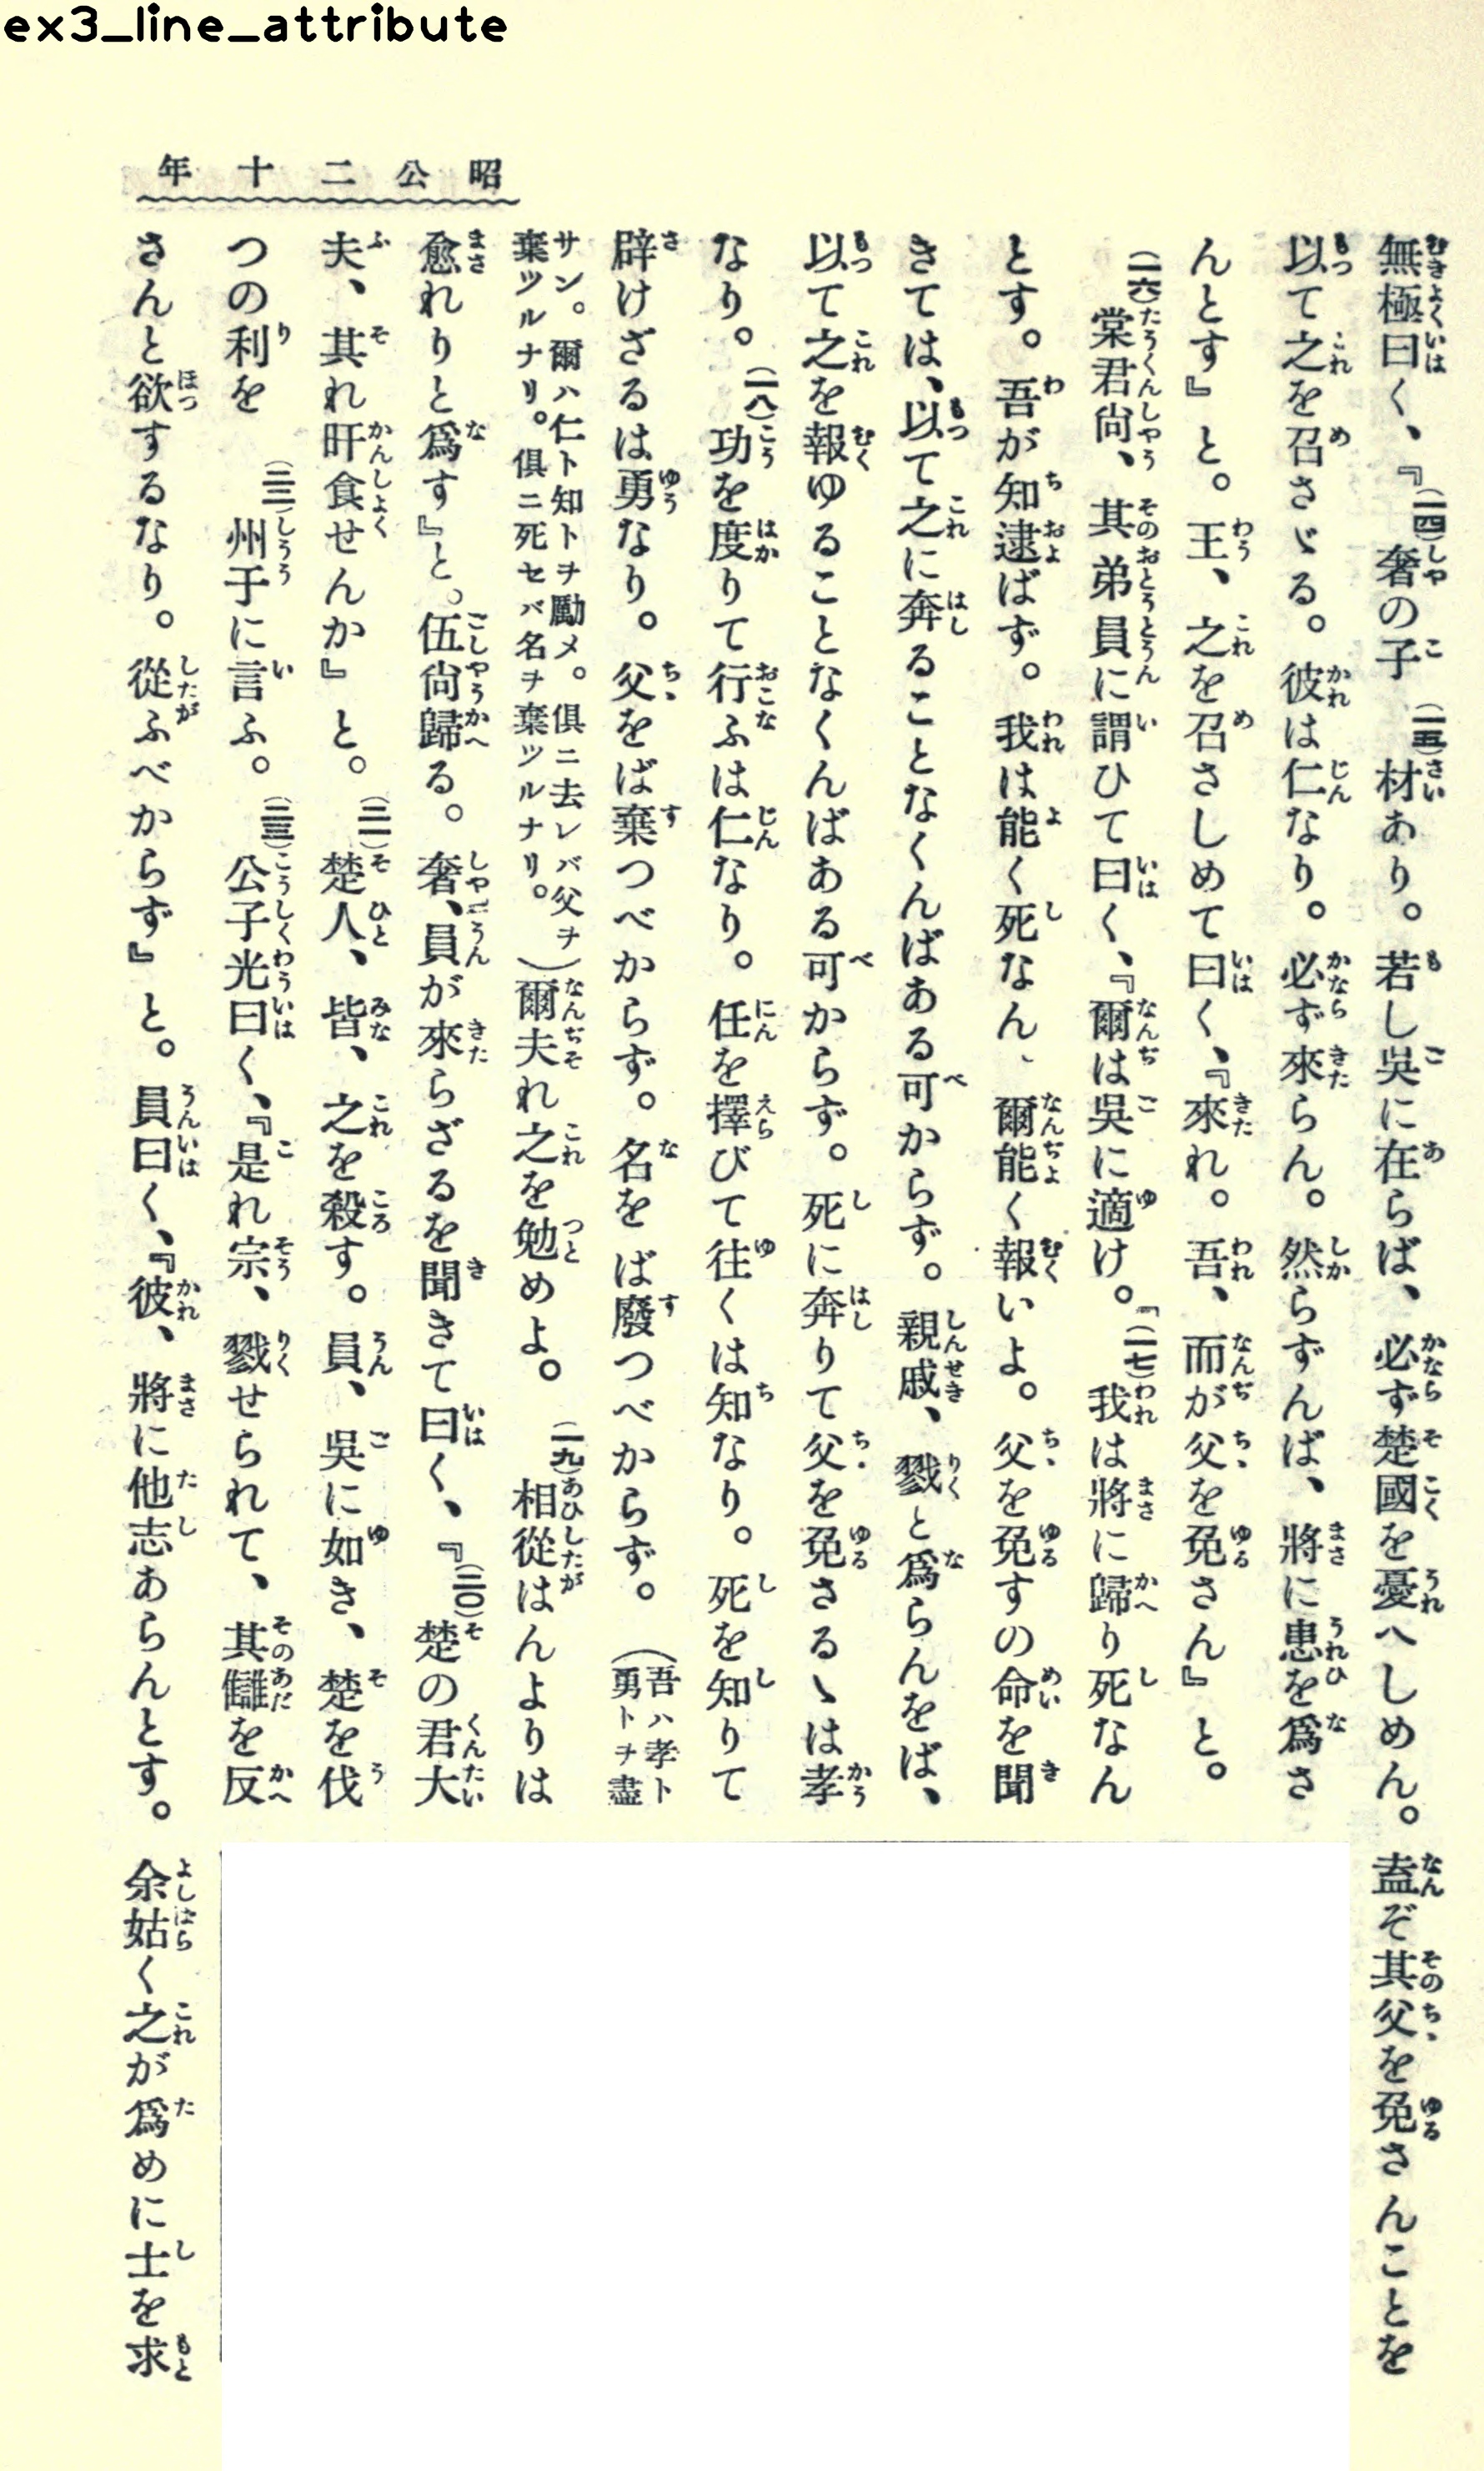 ex3_line_attribute
昭公二十年
無極曰く、『(一四)奢の子(一五)材あり。若し吳に在らば、必ず楚國を憂へしめん。盍ぞ其父を免さんことを
以て之を召さゞる。彼は仁なり。必ず來らん。然らずんば、將に患を爲さ
んとす』と。王、之を召さしめて曰く、『來れ。吾、而が父を免さん』と。
(一六)棠君尙、其弟員に謂ひて曰く、『爾は吳に適け。「(一七)我は將に歸り死なん
とす。吾が知逮ばず。我は能く死なん、爾能く報いよ。父を免すの命を聞
きては、以て之に奔ることなくんばある可からず。親戚、戮と爲らんをば、
以て之を報ゆることなくんばある可からず。死に奔りて父を免さるゝは孝
なり。(一八)功を度りて行ふは仁なり。任を擇びて往くは知なり。死を知りて
辟けざるは勇なり。父をば棄つべからず。名をば廢つべからず。(吾ハ孝ト勇トヲ盡
サン。爾ハ仁ト知トヲ勵メ。俱ニ去レバ父ヲ棄ツルナリ。俱ニ死セバ名ヲ棄ツルナリ。)爾夫れ之を勉めよ。(一九)相從はんよりは
愈れりと爲す』と。伍尙歸る。奢、員が來らざるを聞きて曰く、『(二〇)楚の君大
夫、其れ旰食せんか』と。(二一)楚人、皆、之を殺す。員、吳に如き、楚を伐
つの利を(二二)州于に言ふ。(二三)公子光曰く、『是れ宗、戮せられて、其讎を反
さんと欲するなり。從ふべからず』と。員曰く、『彼、將に他志あらんとす。余姑く之が爲めに士を求